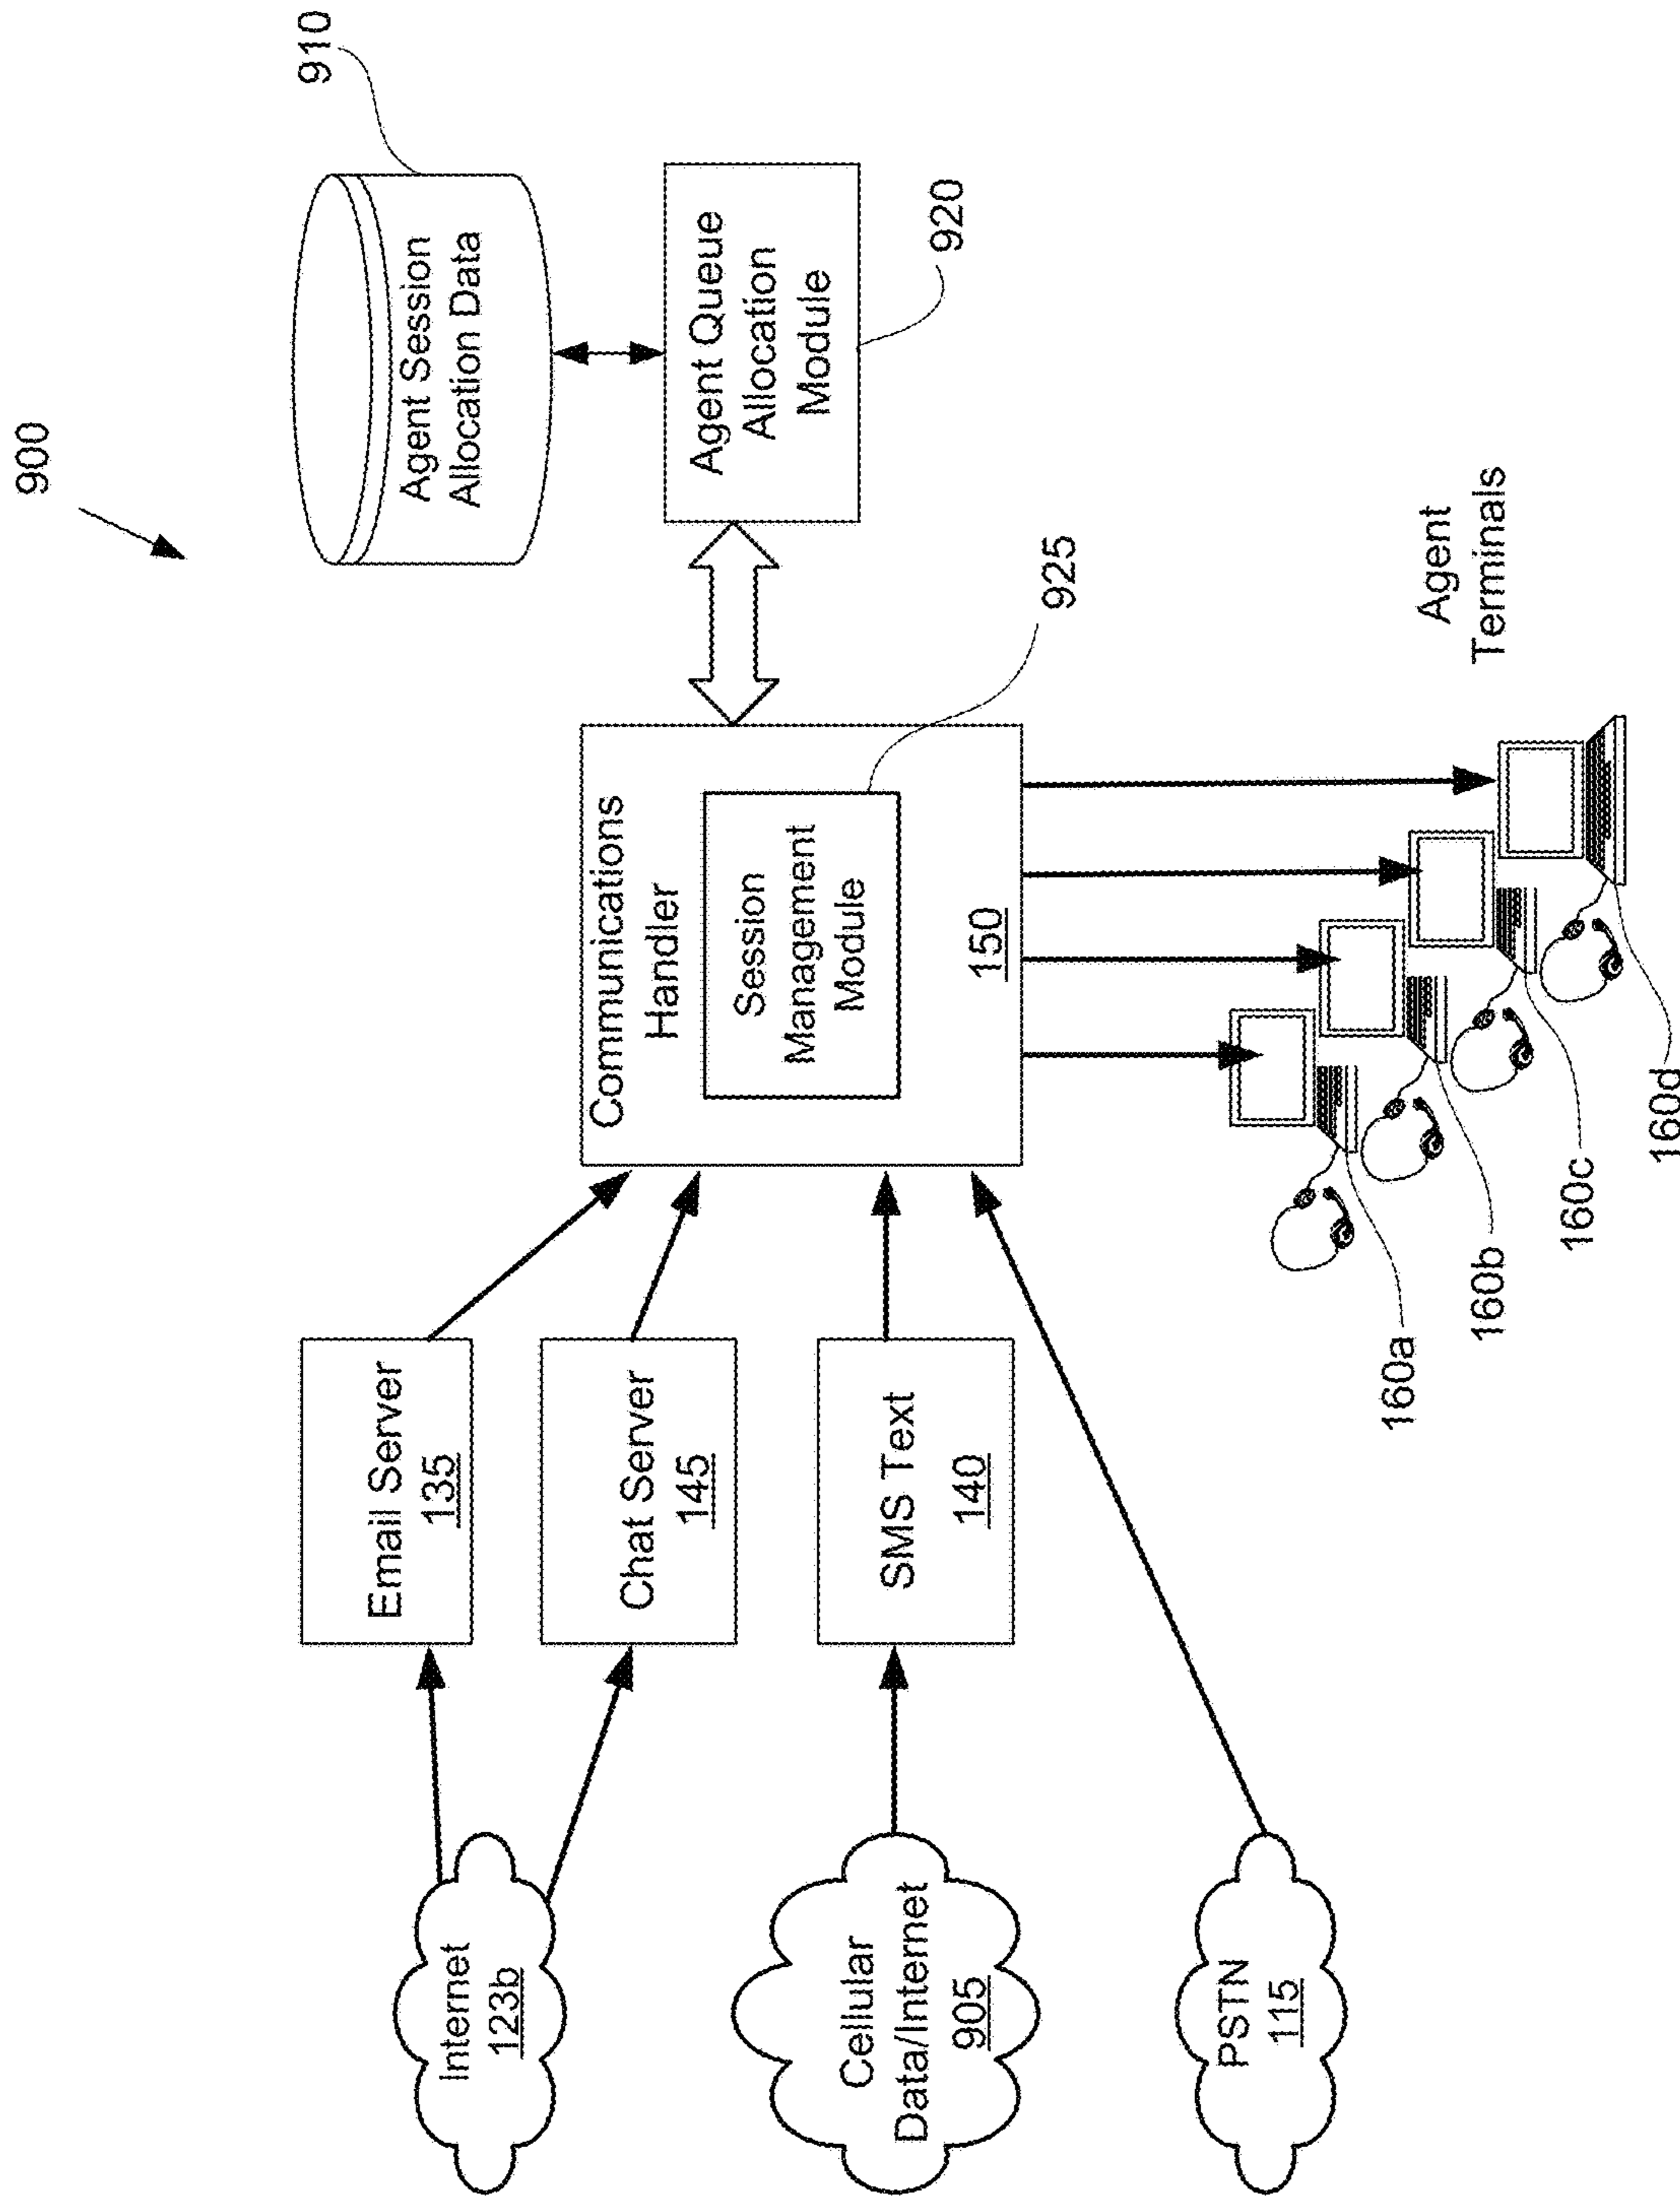 900
910
Agent Session
Allocation Data
Agent Queue
Allocation
Module
920
Communications
Handler
Session
Management
Module
925
150
Email Server
135
Chat Server
145
SMS Text
140
Internet
123b
Cellular
Data/Internet
905
PSTN
115
Agent
Terminals
160a
160b
160c
160d